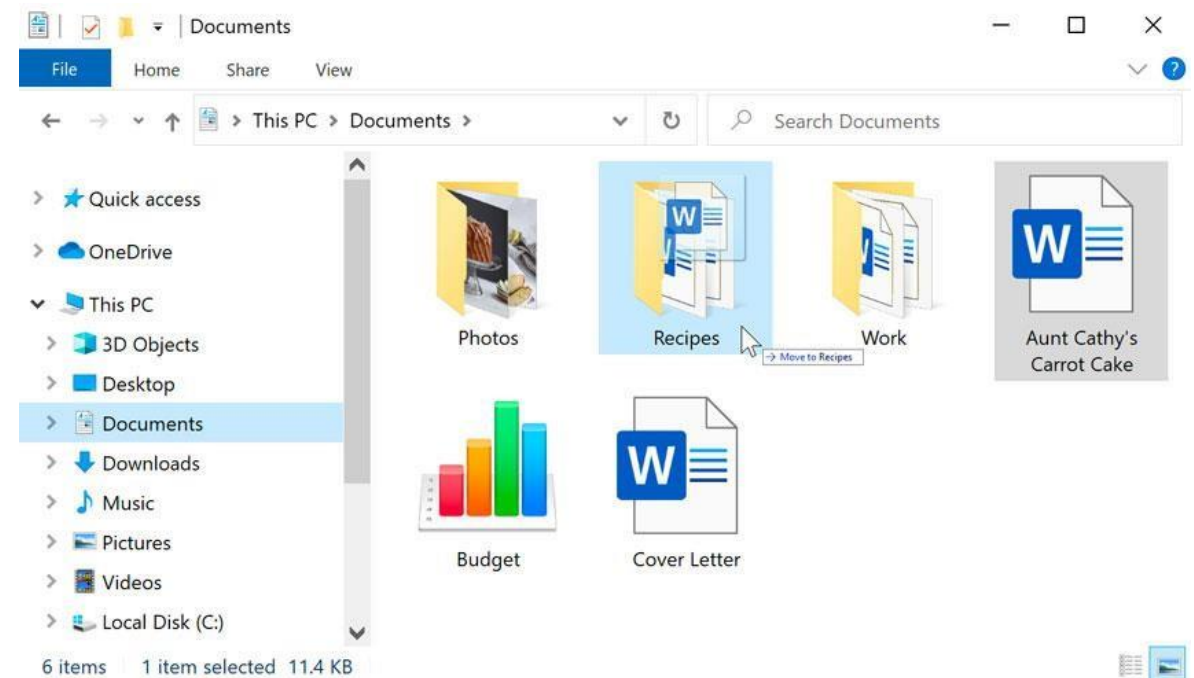 Documents
File Home Share View
?
This PC > Documents >
Search Documents
Quick access
OneDrive
This PC
3D Objects
Desktop
Documents
Downloads
Music
Pictures
Videos
Local Disk (C:)
Photos
Recipes
Work
Aunt Cathy's
Carrot Cake
W
W
W
→ Move to Recipes
Budget
Cover Letter
6 items 1 item selected 11.4 KB